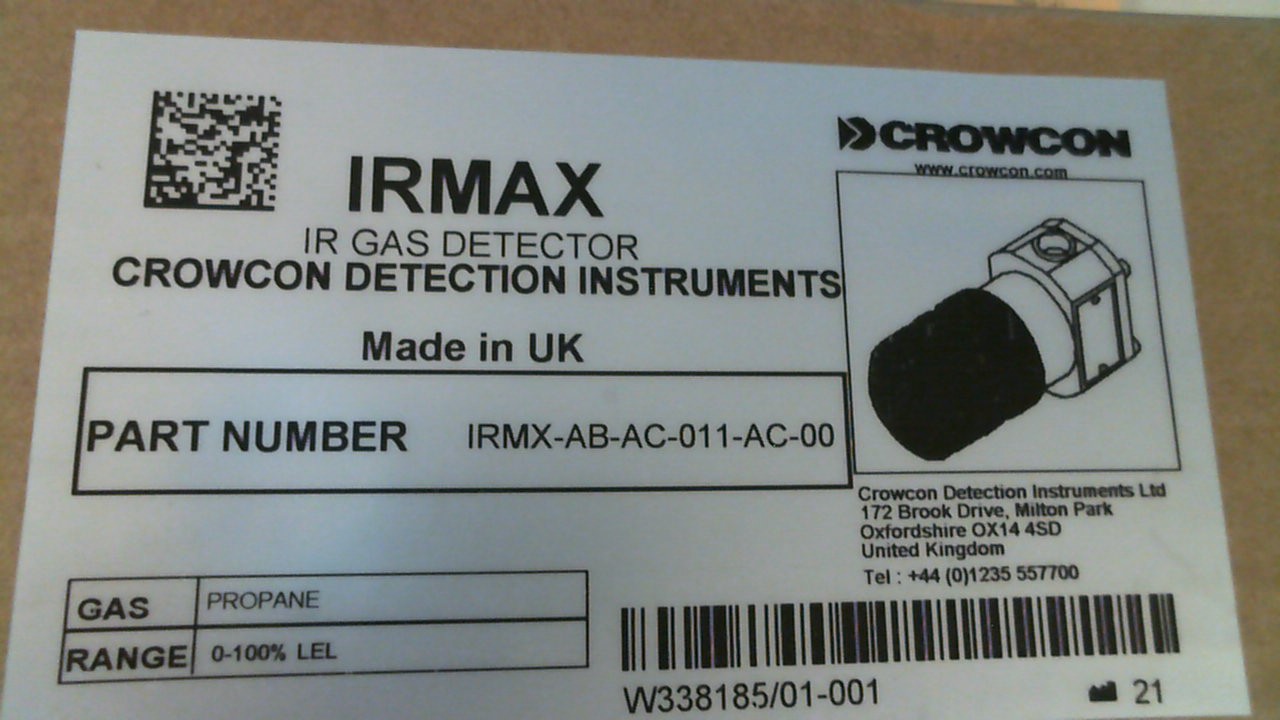 IRMAX
IR GAS DETECTOR
CROWCON DETECTION INSTRUMENTS
Made in UK
PART NUMBER IRMX-AB-AC-011-AC-00
GAS PROPANE
RANGE 0-100% LEL
CROWCON
www.crowcon.com
Crowcon Detection Instruments Ltd
172 Brook Drive, Milton Park
Oxfordshire OX14 4SD
United Kingdom
Tel : +44 (0)1235 557700
W338185/01-001
21